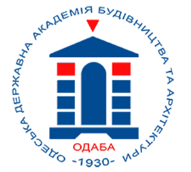 ОДЕСЬКА ДЕРЖАВНА АКАДЕМІЯ БУДІВНИЦТВА ТА АРХІТЕКТУРИ
ОДАБА
-1930-